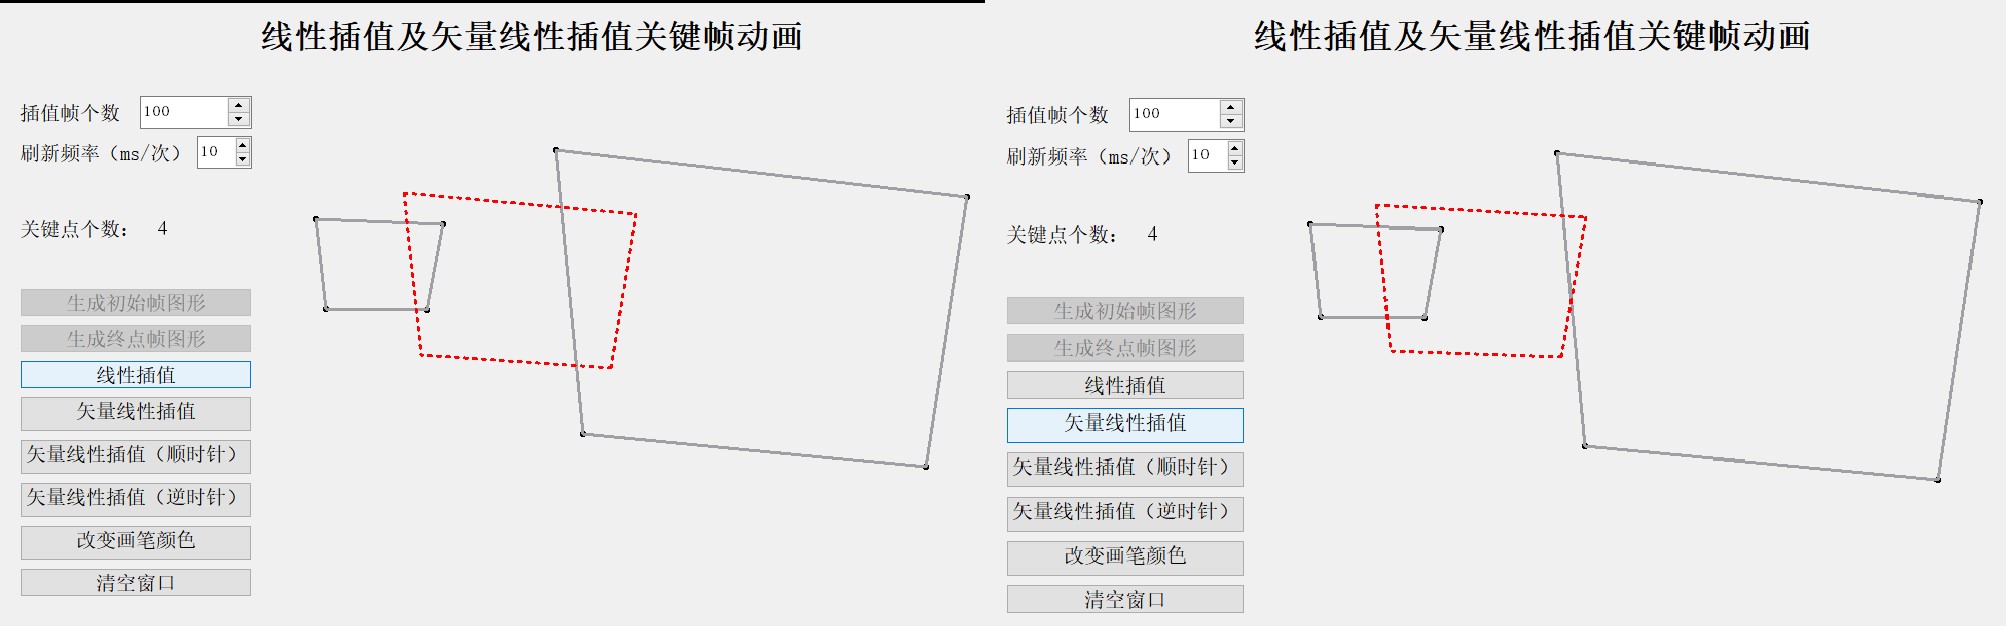 线性插值及矢量线性插值关键帧动画
插值帧个数 100
刷新频率（ms/次） 10
关键点个数： 4
生成初始帧图形
生成终点帧图形
线性插值
矢量线性插值
矢量线性插值（顺时针）
矢量线性插值（逆时针）
改变画笔颜色
清空窗口
线性插值及矢量线性插值关键帧动画
插值帧个数 100
刷新频率（ms/次） 10
关键点个数： 4
生成初始帧图形
生成终点帧图形
线性插值
矢量线性插值
矢量线性插值（顺时针）
矢量线性插值（逆时针）
改变画笔颜色
清空窗口